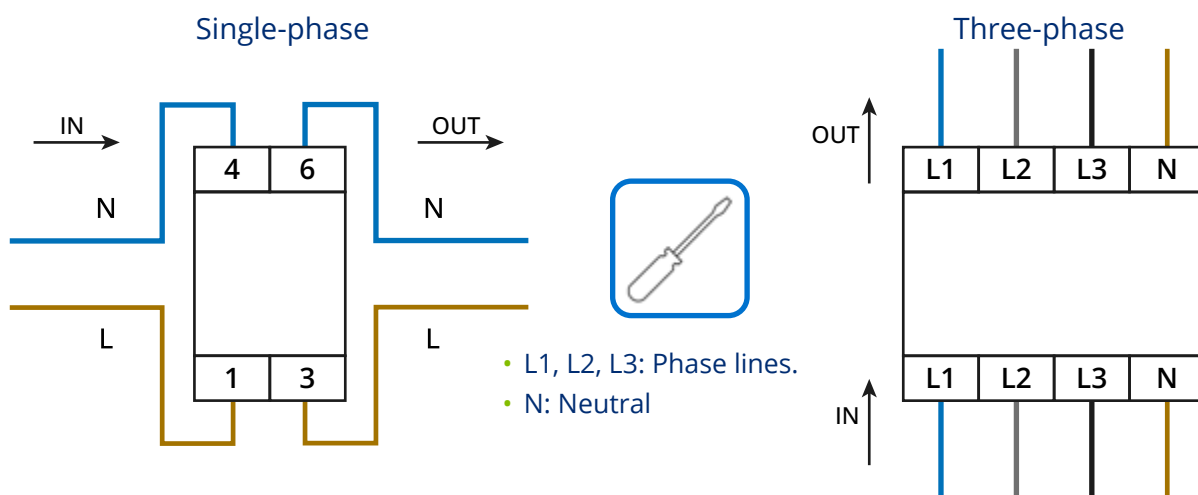 Single-phase
IN
OUT
4 6
N
N
L
L
1 3
• L1, L2, L3: Phase lines.
• N: Neutral
Three-phase
OUT
L1 L2 L3 N
L1 L2 L3 N
IN